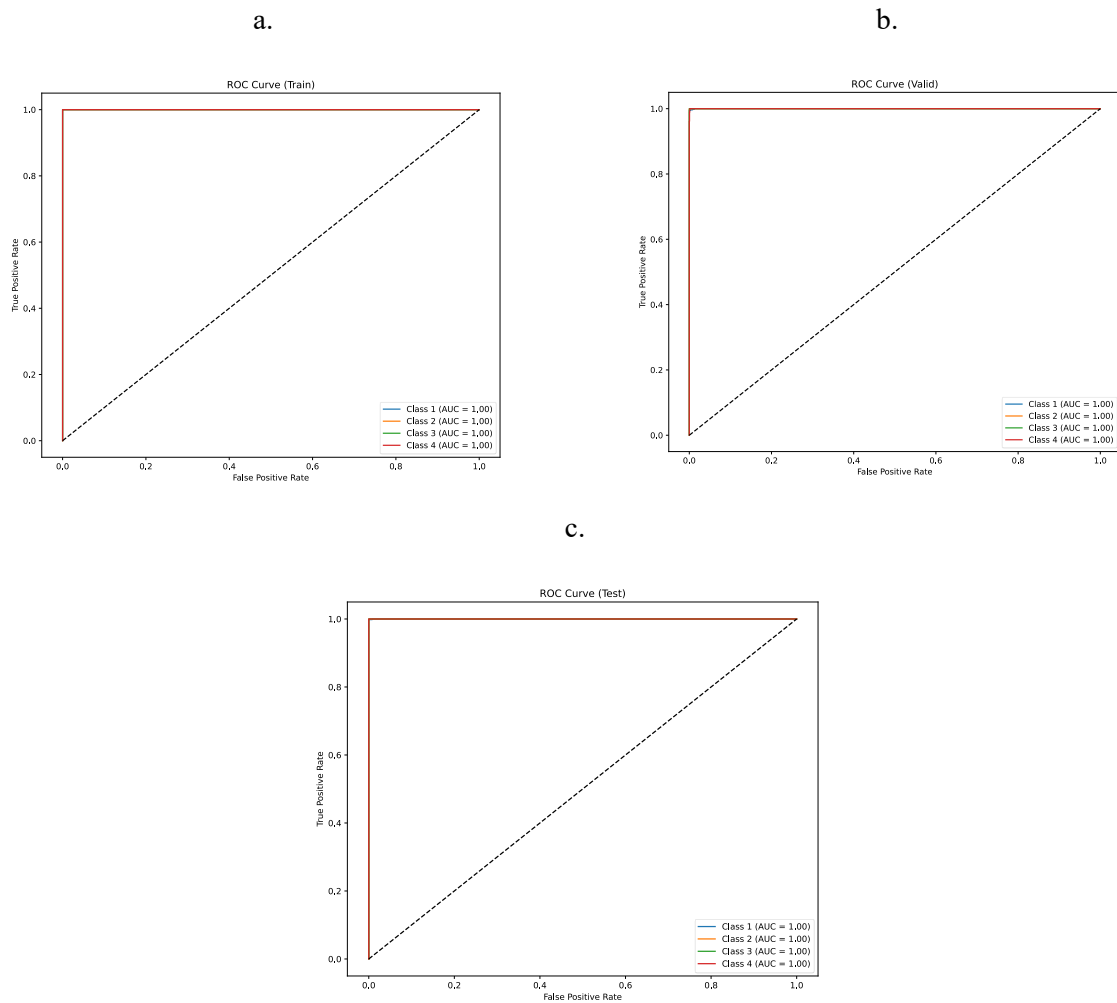 a.
b.
ROC Curve (Train)
True Positive Rate
1.0
0.8
0.6
0.4
0.2
0.0
0.0 0.2 0.4 0.6 0.8 1.0
False Positive Rate
Class 1 (AUC = 1.00)
Class 2 (AUC = 1.00)
Class 3 (AUC = 1.00)
Class 4 (AUC = 1.00)
ROC Curve (Valid)
True Positive Rate
1.0
0.8
0.6
0.4
0.2
0.0
0.0 0.2 0.4 0.6 0.8 1.0
False Positive Rate
Class 1 (AUC = 1.00)
Class 2 (AUC = 1.00)
Class 3 (AUC = 1.00)
Class 4 (AUC = 1.00)
c.
ROC Curve (Test)
True Positive Rate
1.0
0.8
0.6
0.4
0.2
0.0
0.0 0.2 0.4 0.6 0.8 1.0
False Positive Rate
Class 1 (AUC = 1.00)
Class 2 (AUC = 1.00)
Class 3 (AUC = 1.00)
Class 4 (AUC = 1.00)